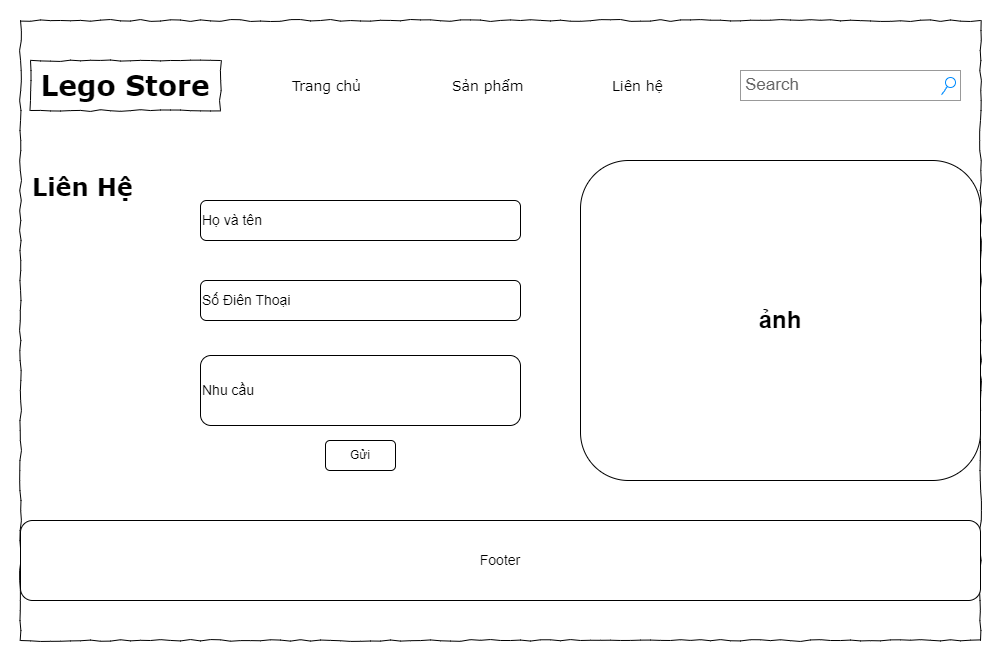 Lego Store
Trang chủ
Sản phẩm
Liên hệ
Search
Liên Hệ
Họ và tên
Số Điên Thoại
Nhu cầu
Gửi
ảnh
Footer